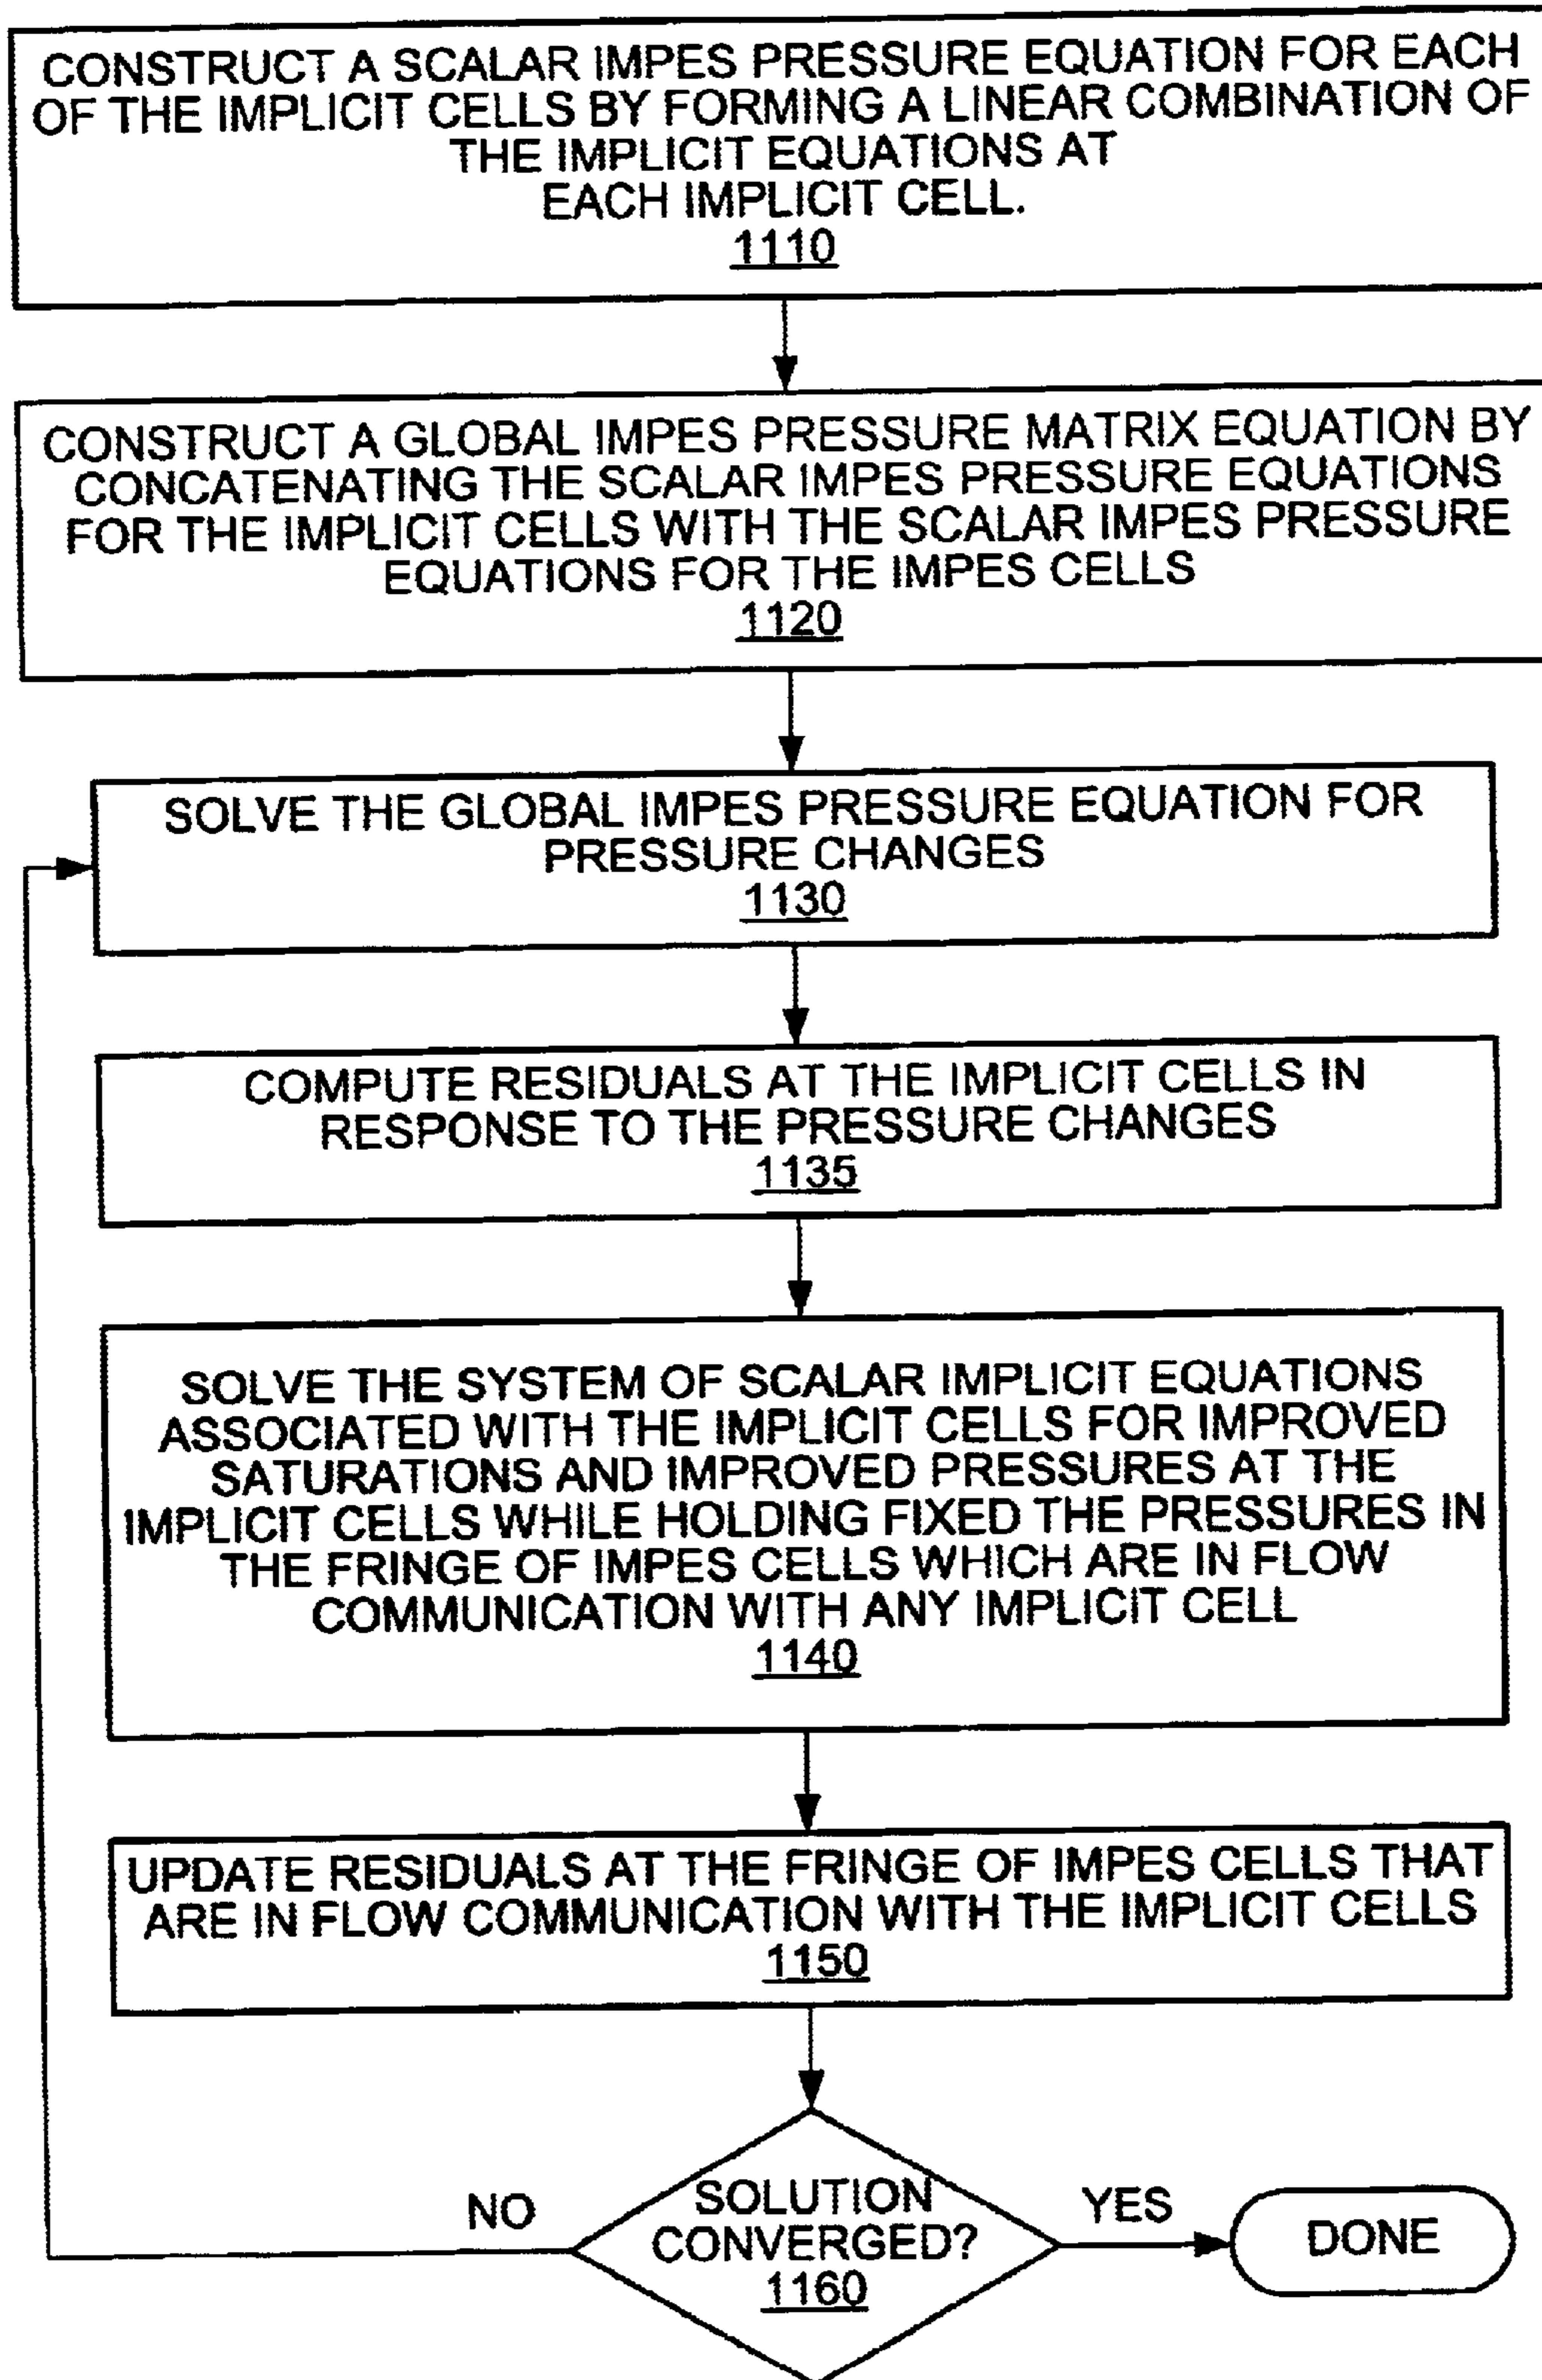 CONSTRUCT A SCALAR IMPES PRESSURE EQUATION FOR EACH
OF THE IMPLICIT CELLS BY FORMING A LINEAR COMBINATION OF
THE IMPLICIT EQUATIONS AT
EACH IMPLICIT CELL.
1110
CONSTRUCT A GLOBAL IMPES PRESSURE MATRIX EQUATION BY
CONCATENATING THE SCALAR IMPES PRESSURE EQUATIONS
FOR THE IMPLICIT CELLS WITH THE SCALAR IMPES PRESSURE
EQUATIONS FOR THE IMPES CELLS
1120
SOLVE THE GLOBAL IMPES PRESSURE EQUATION FOR
PRESSURE CHANGES
1130
COMPUTE RESIDUALS AT THE IMPLICIT CELLS IN
RESPONSE TO THE PRESSURE CHANGES
1135
SOLVE THE SYSTEM OF SCALAR IMPLICIT EQUATIONS
ASSOCIATED WITH THE IMPLICIT CELLS FOR IMPROVED
SATURATIONS AND IMPROVED PRESSURES AT THE
IMPLICIT CELLS WHILE HOLDING FIXED THE PRESSURES IN
THE FRINGE OF IMPES CELLS WHICH ARE IN FLOW
COMMUNICATION WITH ANY IMPLICIT CELL
1140
UPDATE RESIDUALS AT THE FRINGE OF IMPES CELLS THAT
ARE IN FLOW COMMUNICATION WITH THE IMPLICIT CELLS
1150
NO
SOLUTION
CONVERGED?
1160
YES
DONE